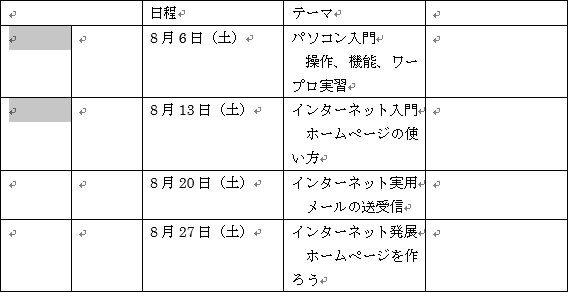 日程 テーマ
8月6日（土） パソコン入門
操作、機能、ワー
プロ実習
8月13日（土） インターネット入門
ホームページの使
い方
8月20日（土） インターネット実用
メールの送受信
8月27日（土） インターネット発展
ホームページを作
ろう